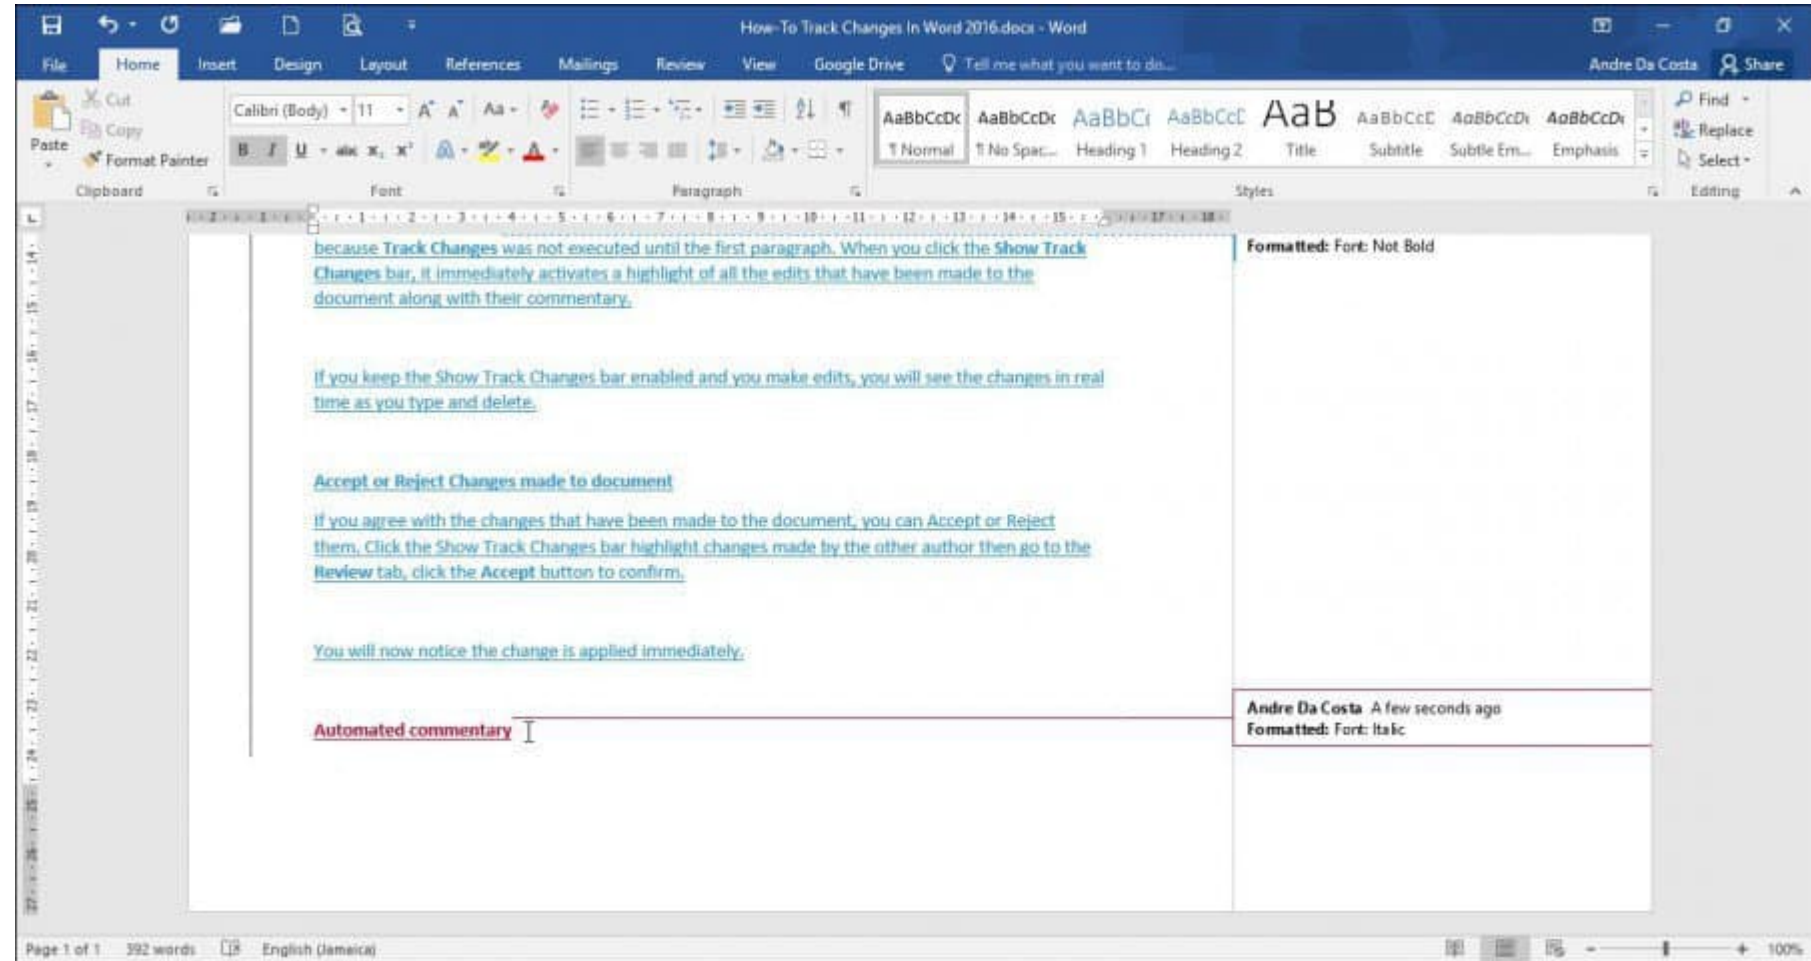 How-To Track Changes In Word 2016.docx - Word
File Home Insert Design Layout References Mailings Review View Google Drive Tell me what you want to do... Andre Da Costa Share
Paste
Cut
Copy
Format Painter
Calibri (Body) 11
Aa
B I U abc x₂ x²
AaBbCcDc AaBbCcDc AaBbCc AaBbCcD AaB AaBbCcD AaBbCcDc AaBbCcDc
¶ Normal ¶ No Spac... Heading 1 Heading 2 Title Subtitle Subtle Em... Emphasis
Find
Replace
Select
Clipboard Font Paragraph Styles Editing
because Track Changes was not executed until the first paragraph. When you click the Show Track
Changes bar, it immediately activates a highlight of all the edits that have been made to the
document along with their commentary.
If you keep the Show Track Changes bar enabled and you make edits, you will see the changes in real
time as you type and delete.
Accept or Reject Changes made to document
If you agree with the changes that have been made to the document, you can Accept or Reject
them. Click the Show Track Changes bar highlight changes made by the other author then go to the
Review tab, click the Accept button to confirm.
You will now notice the change is applied immediately.
Automated commentary
Formatted: Font: Not Bold
Andre Da Costa A few seconds ago
Formatted: Font: Italic
Page 1 of 1 392 words English (Jamaica) 100%